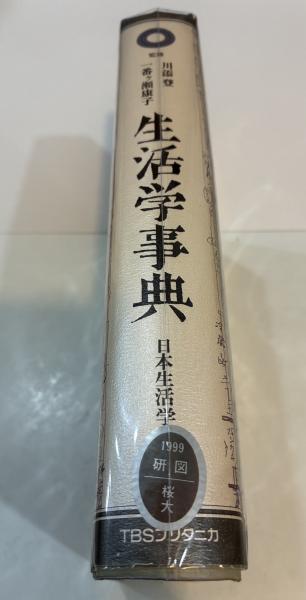 監修
川添登
一番ヶ瀬康子
生活学事典
日本生活学
1999
研図
桜大
TBSブリタニカ